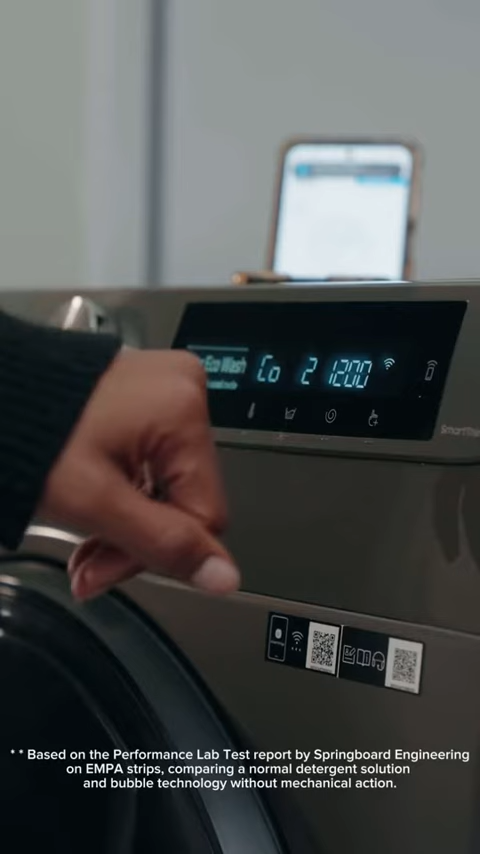 Eco Wash
Co 2 1200
SmartThi
* * Based on the Performance Lab Test report by Springboard Engineering
on EMPA strips, comparing a normal detergent solution
and bubble technology without mechanical action.